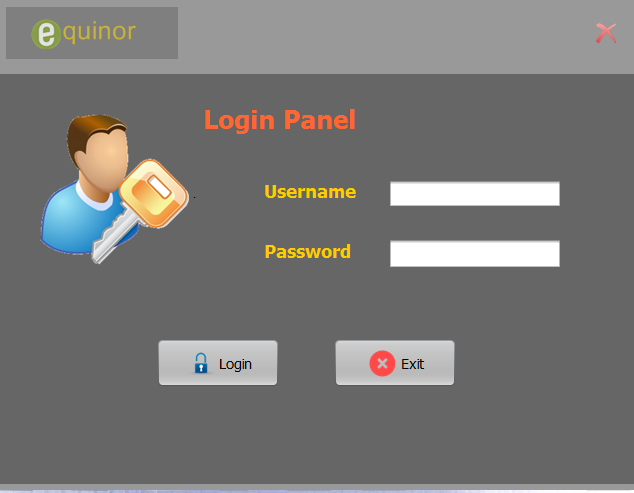 equinor
Login Panel
Username
Password
Login
Exit